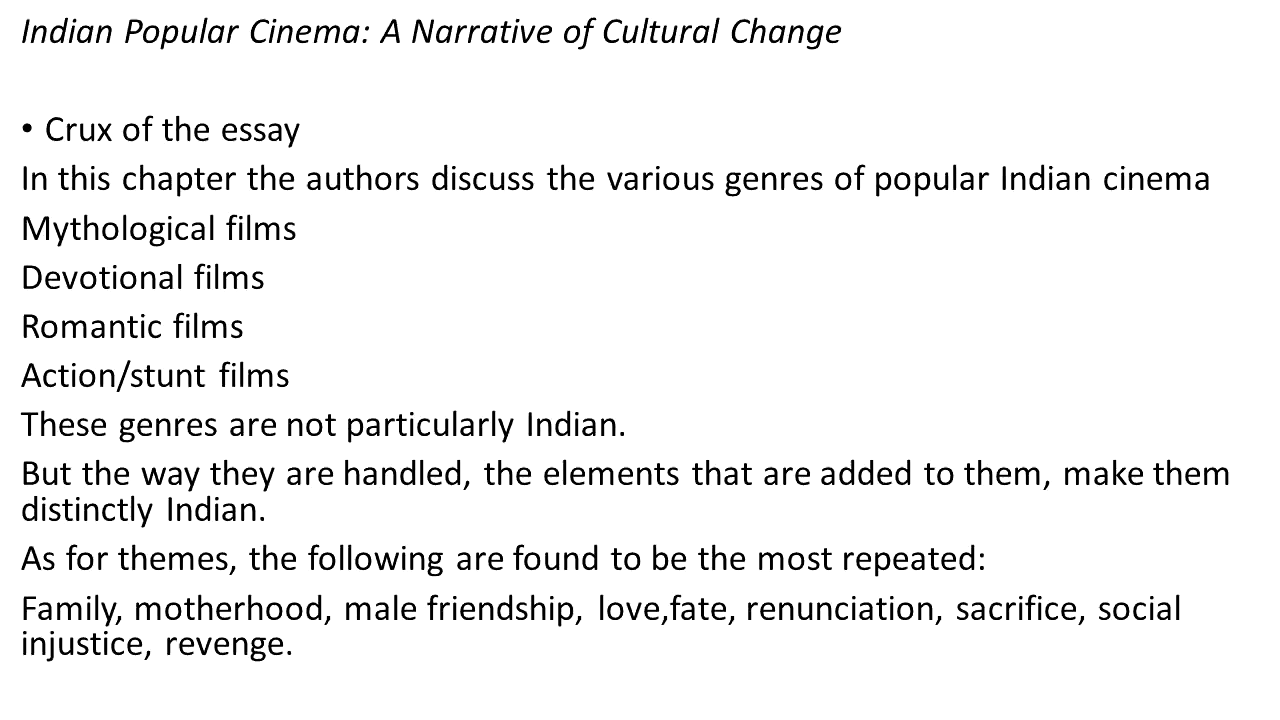 Indian Popular Cinema: A Narrative of Cultural Change
• Crux of the essay
In this chapter the authors discuss the various genres of popular Indian cinema
Mythological films
Devotional films
Romantic films
Action/stunt films
These genres are not particularly Indian.
But the way they are handled, the elements that are added to them, make them
distinctly Indian.
As for themes, the following are found to be the most repeated:
Family, motherhood, male friendship, love,fate, renunciation, sacrifice, social
injustice, revenge.